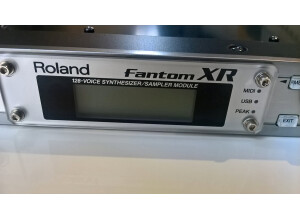 Roland
Fantom XR
128-VOICE SYNTHESIZER/SAMPLER MODULE
MIDI
USB
PEAK
EXIT